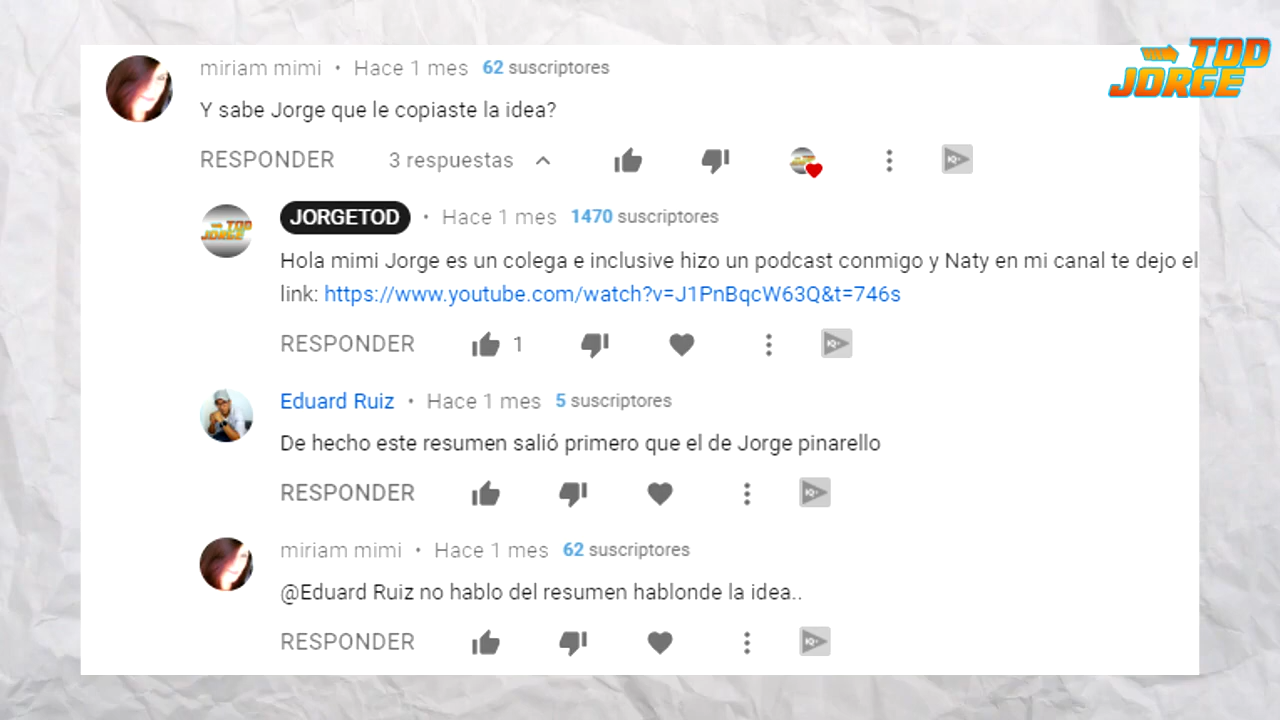 TOD
JORGE
miriam mimi • Hace 1 mes 62 suscriptores
Y sabe Jorge que le copiaste la idea?
RESPONDER 3 respuestas
JORGETOD • Hace 1 mes 1470 suscriptores
Hola mimi Jorge es un colega e inclusive hizo un podcast conmigo y Naty en mi canal te dejo el
link: https://www.youtube.com/watch?v=J1PnBqcW63Q&t=746s
RESPONDER 1
Eduard Ruiz • Hace 1 mes 5 suscriptores
De hecho este resumen salió primero que el de Jorge pinarello
RESPONDER
miriam mimi • Hace 1 mes 62 suscriptores
@Eduard Ruiz no hablo del resumen hablonde la idea..
RESPONDER